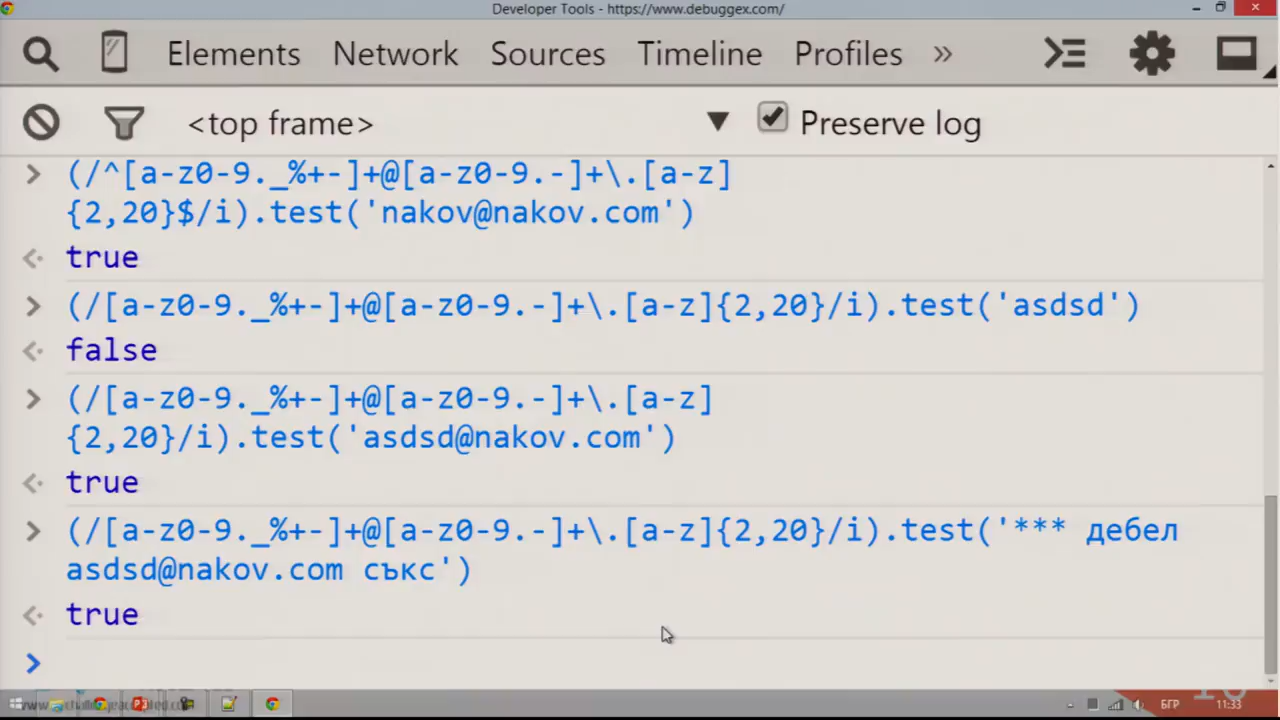 Developer Tools - https://www.debuggex.com/
Elements Network Sources Timeline Profiles »
<top frame> Preserve log
> (/^[a-z0-9._%+-]+@[a-z0-9.-]+\.[a-z]
{2,20}$/i).test('nakov@nakov.com')
true
> (/[a-z0-9._%+-]+@[a-z0-9.-]+\.[a-z]{2,20}/i).test('asdsd')
false
> (/[a-z0-9._%+-]+@[a-z0-9.-]+\.[a-z]
{2,20}/i).test('asdsd@nakov.com')
true
> (/[a-z0-9._%+-]+@[a-z0-9.-]+\.[a-z]{2,20}/i).test('*** дебел
asdsd@nakov.com съкс')
true
>
БГР 11:33